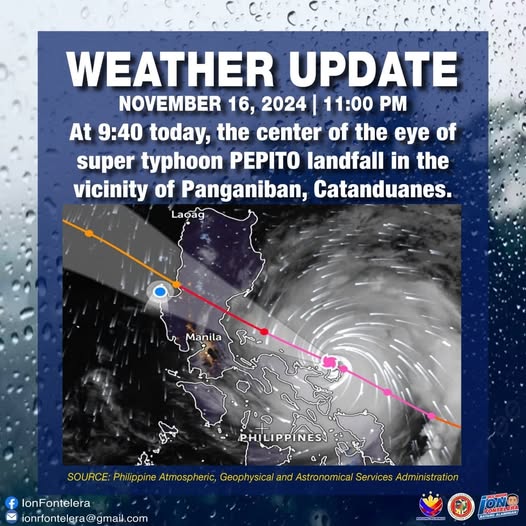 WEATHER UPDATE
NOVEMBER 16, 2024 | 11:00 PM
At 9:40 today, the center of the eye of
super typhoon PEPITO landfall in the
vicinity of Panganiban, Catanduanes.
Laoag
Manila
PHILIPPINES
SOURCE: Philippine Atmospheric, Geophysical and Astronomical Services Administration
IonFontelera
ionrfontelera@gmail.com
ION
FONTELERA